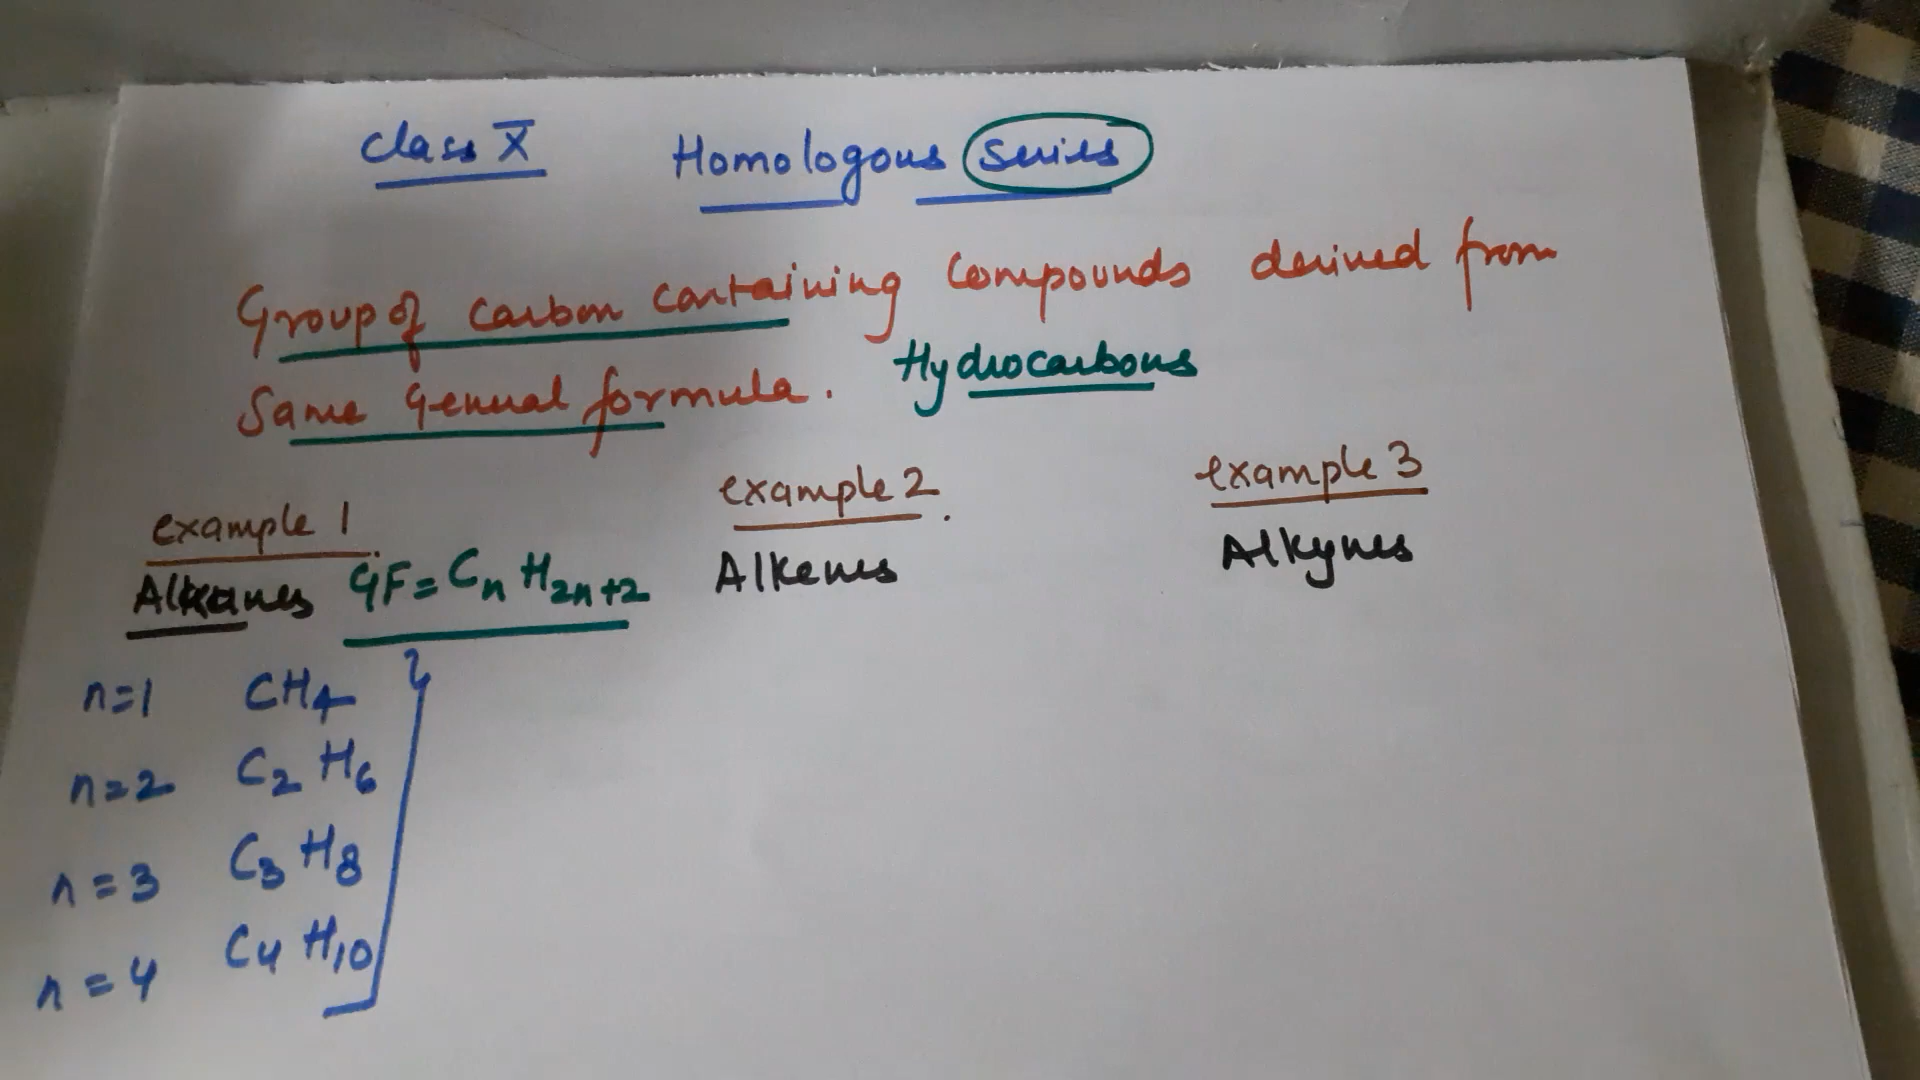 Class X Homologous Series
Group of carbon containing compounds derived from
Same General formula. Hydrocarbons
example 1 example 2. example 3
Alkanes GF = CnH2n+2 Alkenes Alkynes
n=1 CH4
n=2 C2H6
n=3 C3H8
n=4 C4H10